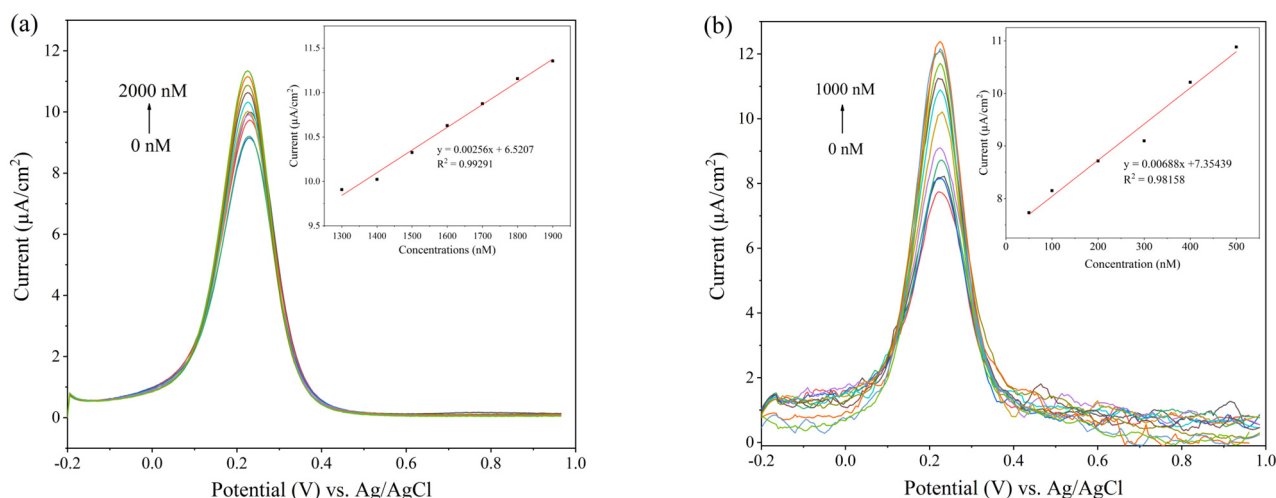 (a)
12
10
8
6
4
2
0
Current (µA/cm²)
2000 nM
0 nM
-0.2 0.0 0.2 0.4 0.6 0.8 1.0
Potential (V) vs. Ag/AgCl
11.5
11.0
10.5
10.0
9.5
Current (µA/cm²)
y = 0.00256x + 6.5207
R² = 0.99291
1300 1400 1500 1600 1700 1800 1900
Concentrations (nM)
(b)
12
10
8
6
4
2
0
Current (µA/cm²)
1000 nM
0 nM
-0.2 0.0 0.2 0.4 0.6 0.8 1.0
Potential (V) vs. Ag/AgCl
11
10
9
8
Current (µA/cm²)
y = 0.00688x +7.35439
R² = 0.98158
0 100 200 300 400 500
Concentration (nM)